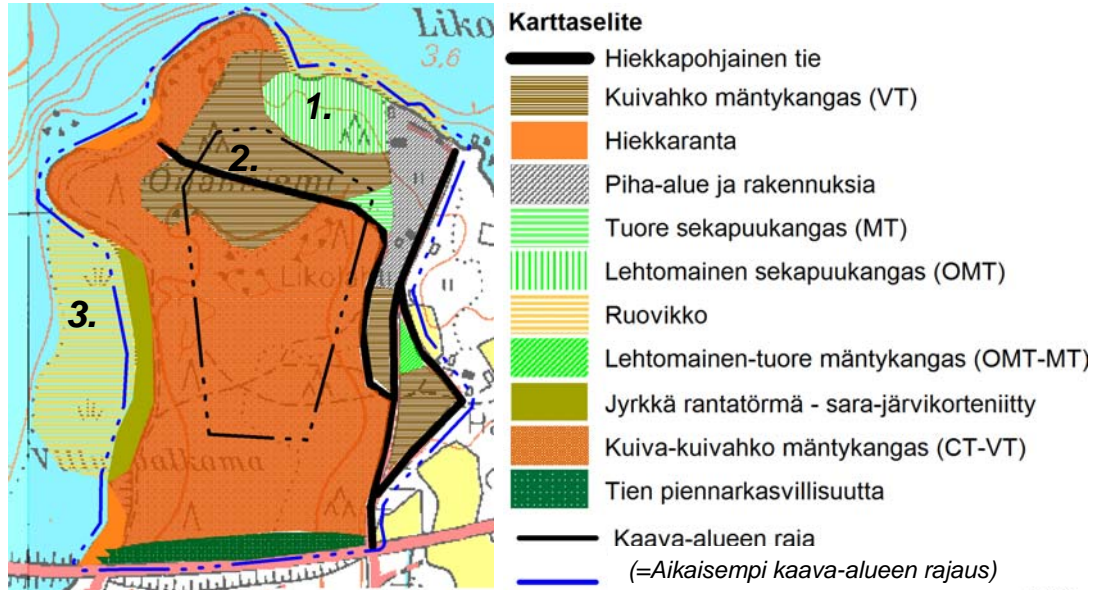 Liko
3,6
1.
2.
3.
Karttaselite
Hiekkapohjainen tie
Kuivahko mäntykangas (VT)
Hiekkaranta
Piha-alue ja rakennuksia
Tuore sekapuukangas (MT)
Lehtomainen sekapuukangas (OMT)
Ruovikko
Lehtomainen-tuore mäntykangas (OMT-MT)
Jyrkkä rantatörmä - sara-järvikorteniitty
Kuiva-kuivahko mäntykangas (CT-VT)
Tien piennarkasvillisuutta
Kaava-alueen raja
(=Aikaisempi kaava-alueen rajaus)